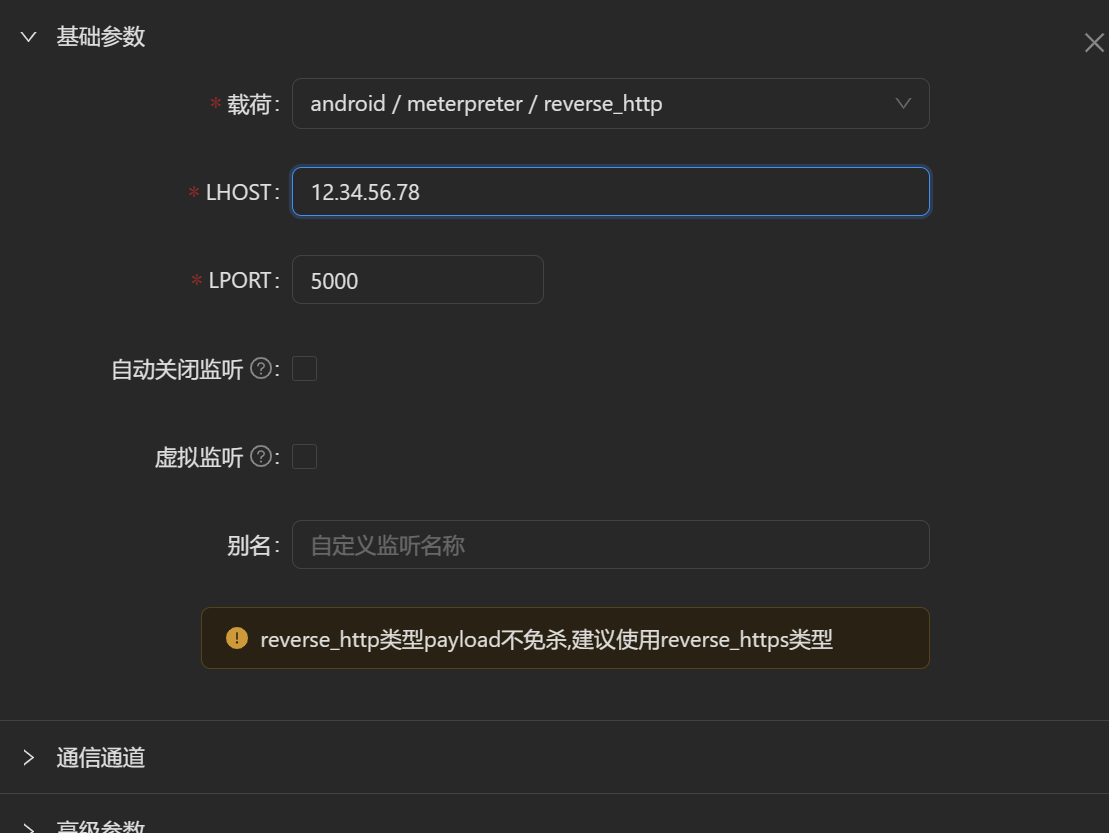 基础参数
* 载荷: android / meterpreter / reverse_http
* LHOST: 12.34.56.78
* LPORT: 5000
自动关闭监听 ? :
虚拟监听 ? :
别名: 自定义监听名称
! reverse_http类型payload不免杀,建议使用reverse_https类型
通信通道
高级参数